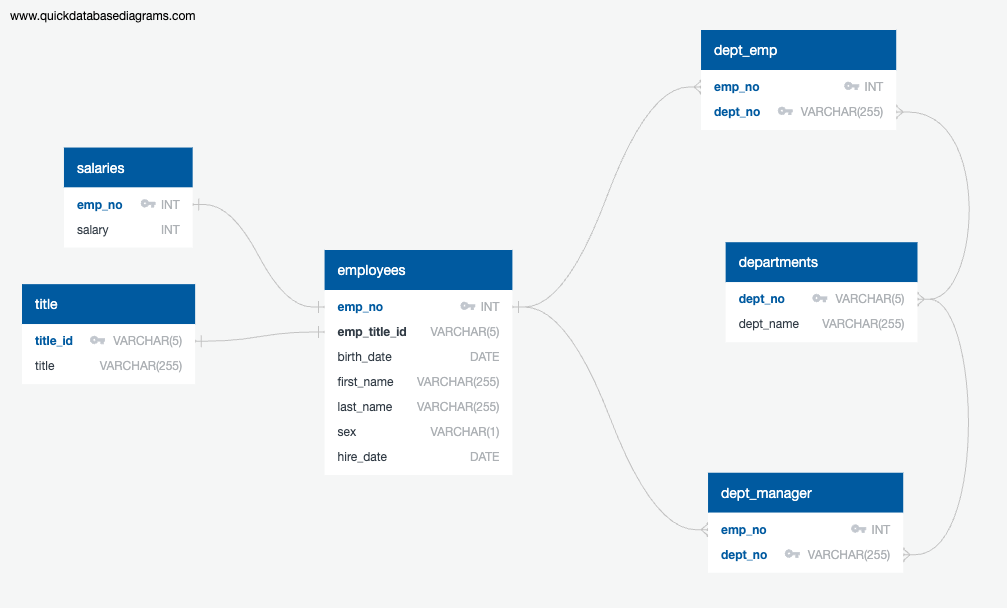 www.quickdatabasediagrams.com
dept_emp
emp_no INT
dept_no VARCHAR(255)
salaries
emp_no INT
salary INT
employees
emp_no INT
emp_title_id VARCHAR(5)
birth_date DATE
first_name VARCHAR(255)
last_name VARCHAR(255)
sex VARCHAR(1)
hire_date DATE
title
title_id VARCHAR(5)
title VARCHAR(255)
departments
dept_no VARCHAR(5)
dept_name VARCHAR(255)
dept_manager
emp_no INT
dept_no VARCHAR(255)